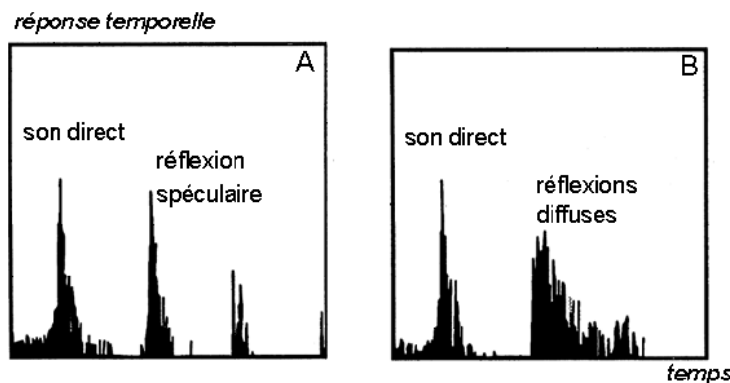 réponse temporelle
A
son direct
réflexion
spéculaire
B
son direct
réflexions
diffuses
temps